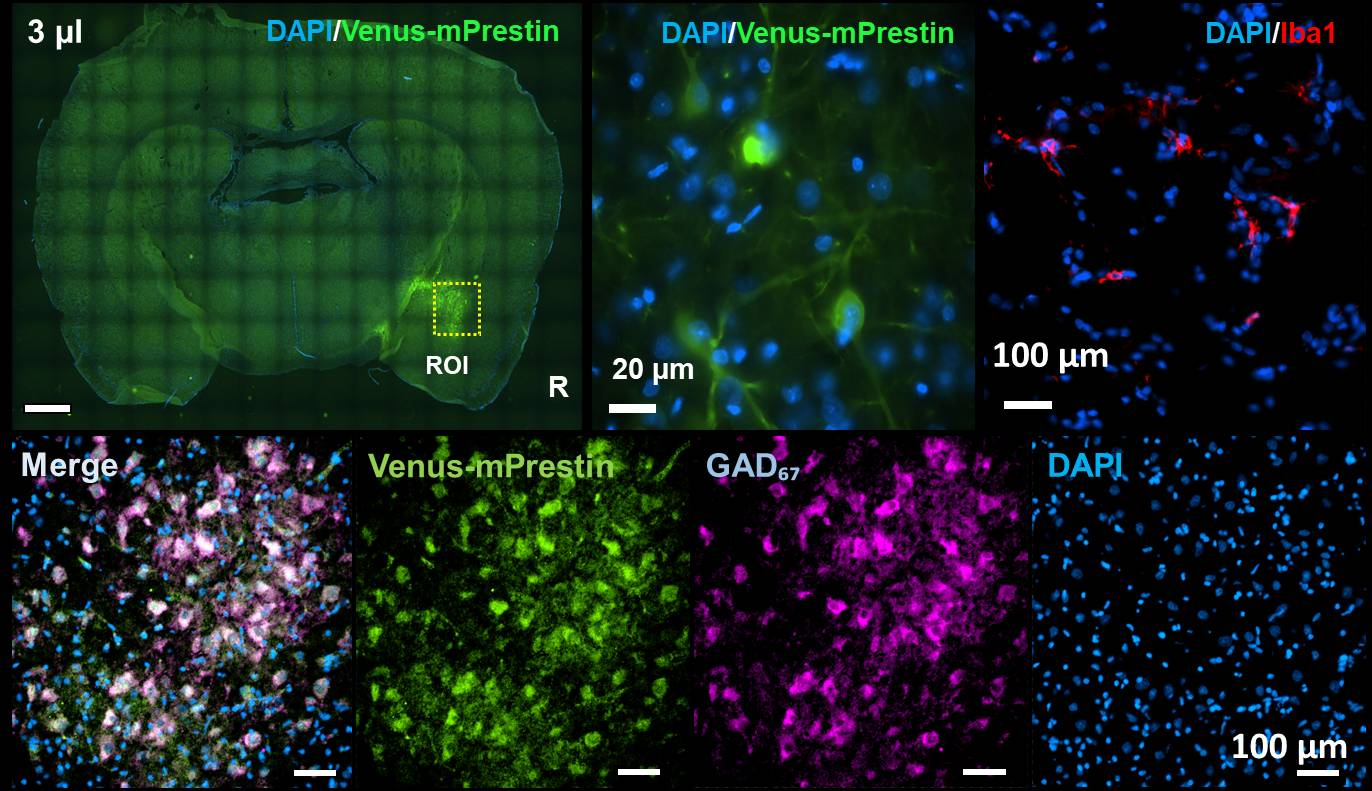 3 µl
DAPI/Venus-mPrestin
ROI
R
DAPI/Venus-mPrestin
20 µm
DAPI/Iba1
100 µm
Merge
Venus-mPrestin
GAD₆₇
DAPI
100 µm